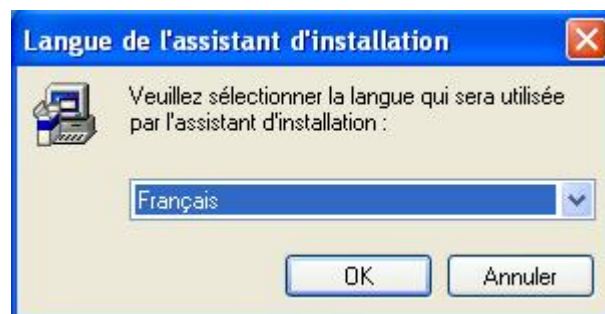 Langue de l'assistant d'installation
Veuillez sélectionner la langue qui sera utilisée
par l'assistant d'installation :
Français
OK
Annuler